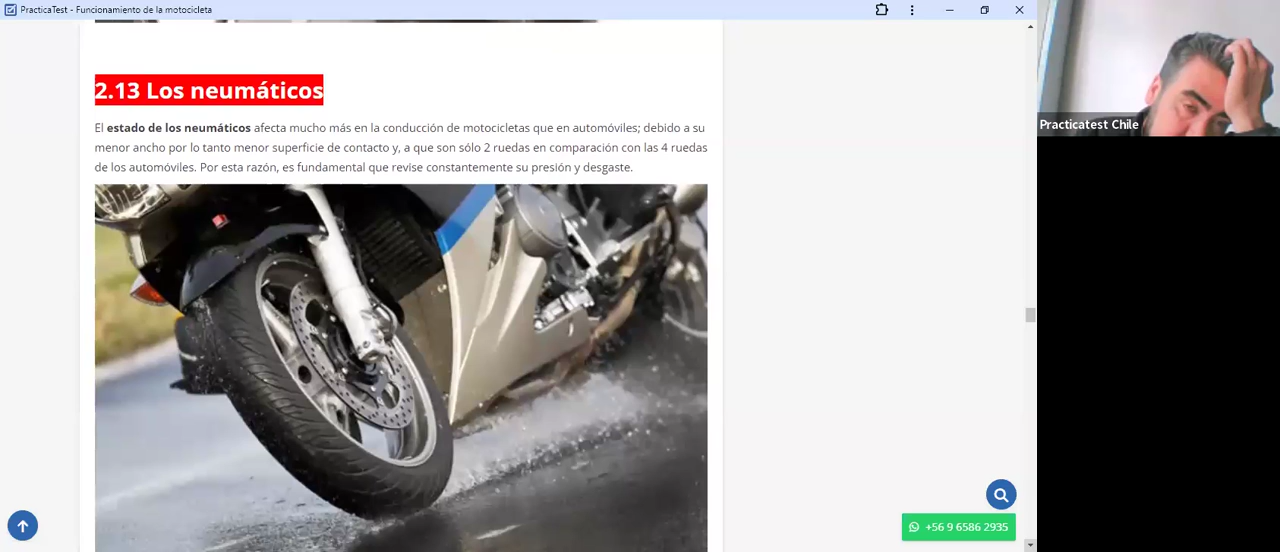 PracticaTest - Funcionamiento de la motocicleta
2.13 Los neumáticos
El estado de los neumáticos afecta mucho más en la conducción de motocicletas que en automóviles; debido a su
menor ancho por lo tanto menor superficie de contacto y, a que son sólo 2 ruedas en comparación con las 4 ruedas
de los automóviles. Por esta razón, es fundamental que revise constantemente su presión y desgaste.
Practicatest Chile
+56 9 6586 2935